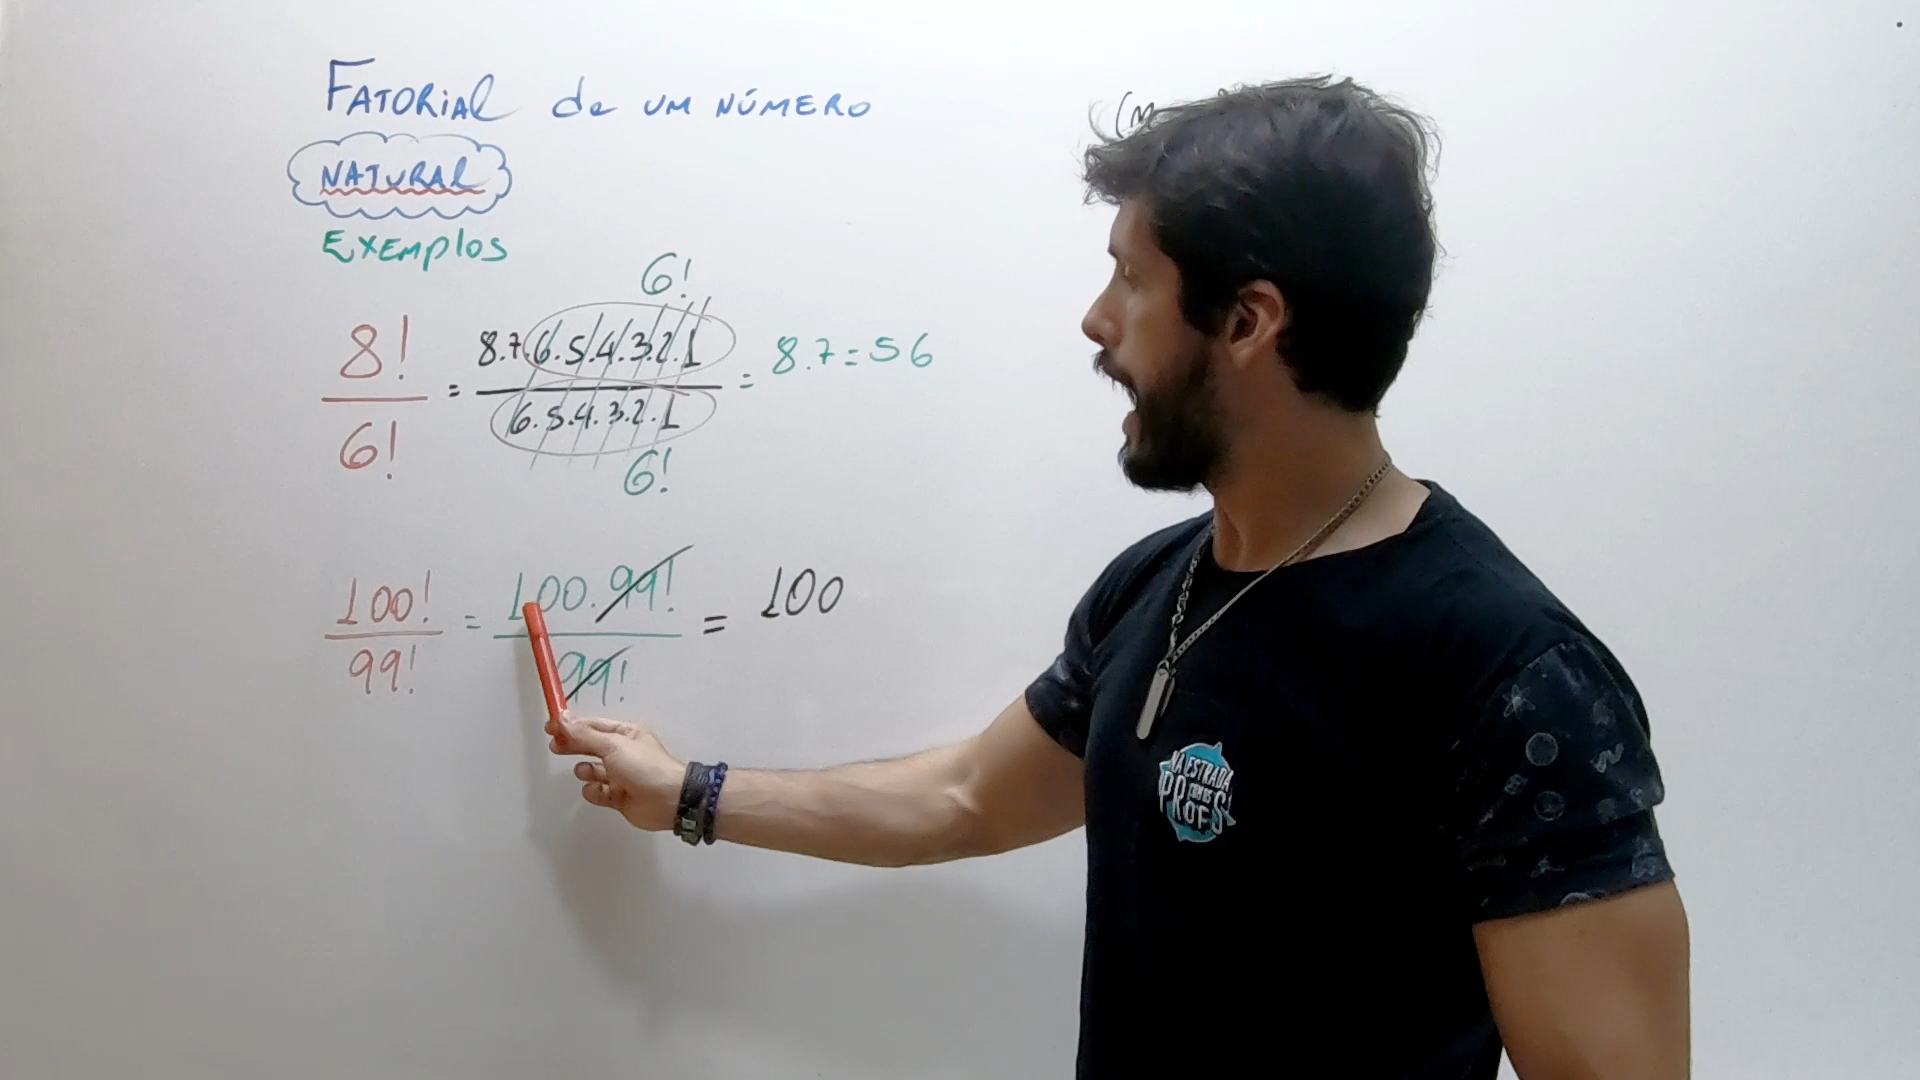 FATORIAL de UM NÚMERO
NATURAL
EXEMPLOS
6!
8!/6! = 8.7.6.5.4.3.2.1/6.5.4.3.2.1 = 8.7=56
6!
100!/99! = 100.99!/99! = 100
NA ESTRADA
COM OS
PROFS